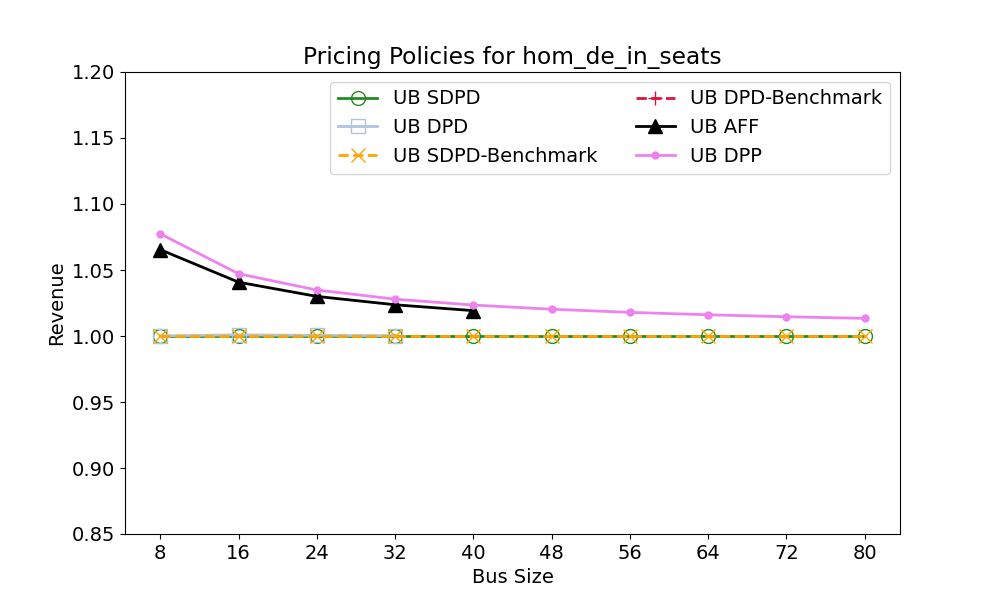 Pricing Policies for hom_de_in_seats
1.20
1.15
1.10
1.05
1.00
0.95
0.90
0.85
Revenue
UB SDPD
UB DPD
UB SDPD-Benchmark
UB DPD-Benchmark
UB AFF
UB DPP
8 16 24 32 40 48 56 64 72 80
Bus Size